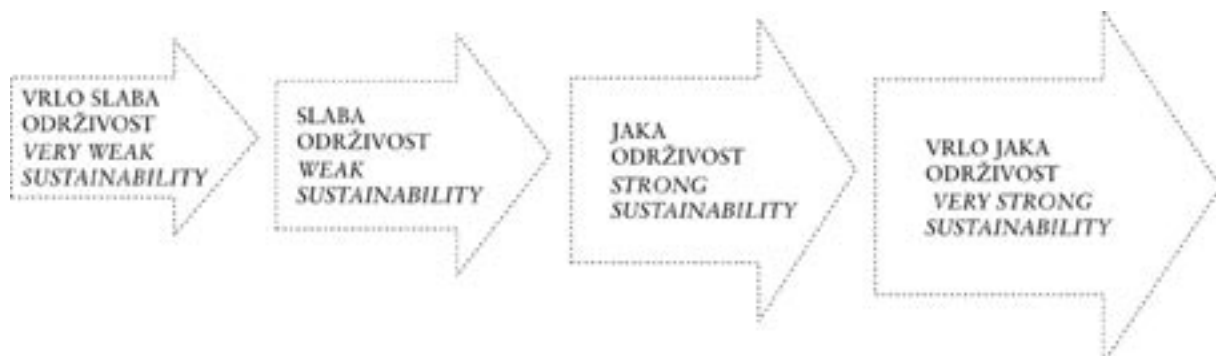 VRLO SLABA
ODRŽIVOST
VERY WEAK
SUSTAINABILITY
SLABA
ODRŽIVOST
WEAK
SUSTAINABILITY
JAKA
ODRŽIVOST
STRONG
SUSTAINABILITY
VRLO JAKA
ODRŽIVOST
VERY STRONG
SUSTAINABILITY